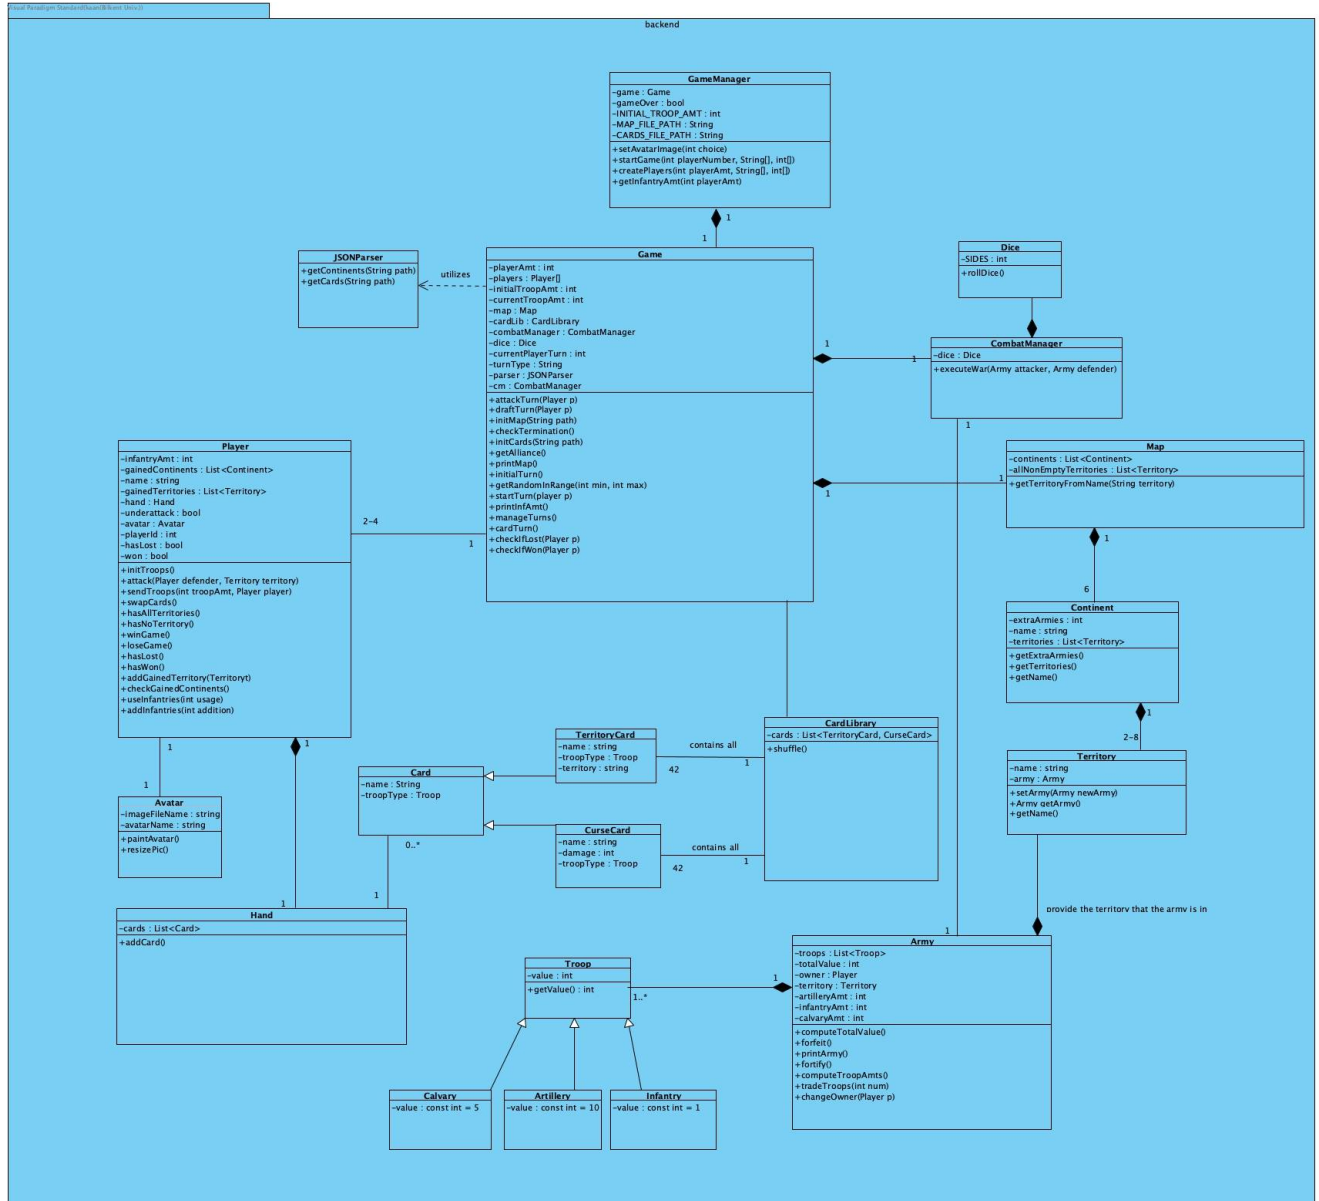 Visual Paradigm Standard(kaan(Bilkent Univ.))
backend
GameManager
-game : Game
-gameOver : bool
-INITIAL_TROOP_AMT : int
-MAP_FILE_PATH : String
-CARDS_FILE_PATH : String
+setAvatarImage(int choice)
+startGame(int playerNumber, String[], int[])
+createPlayers(int playerAmt, String[], int[])
+getInfantryAmt(int playerAmt)
1
1
JSONParser
+getContinents(String path)
+getCards(String path)
utilizes
Game
-playerAmt : int
-players : Player[]
-initialTroopAmt : int
-currentTroopAmt : int
-map : Map
-cardLib : CardLibrary
-combatManager : CombatManager
-dice : Dice
-currentPlayerTurn : int
-turnType : String
-parser : JSONParser
-cm : CombatManager
+attackTurn(Player p)
+draftTurn(Player p)
+initMap(String path)
+checkTermination()
+initCards(String path)
+getAlliance()
+printMap()
+initialTurn()
+getRandomInRange(int min, int max)
+startTurn(player p)
+printInfAmt()
+manageTurns()
+cardTurn()
+checkIfLost(Player p)
+checkIfWon(Player p)
Dice
-SIDES : int
+rollDice()
1
1
CombatManager
-dice : Dice
+executeWar(Army attacker, Army defender)
1
1
1
Map
-continents : List<Continent>
-allNonEmptyTerritories : List<Territory>
+getTerritoryFromName(String territory)
1
6
Player
-infantryAmt : int
-gainedContinents : List<Continent>
-name : string
-gainedTerritories : List<Territory>
-hand : Hand
-underattack : bool
-avatar : Avatar
-playerId : int
-hasLost : bool
-won : bool
+initTroops()
+attack(Player defender, Territory territory)
+sendTroops(int troopAmt, Player player)
+swapCards()
+hasAllTerritories()
+hasNoTerritory()
+winGame()
+loseGame()
+hasLost()
+hasWon()
+addGainedTerritory(Territoryt)
+checkGainedContinents()
+useInfantries(int usage)
+addInfantries(int addition)
2-4
1
Continent
-extraArmies : int
-name : string
-territories : List<Territory>
+getExtraArmies()
+getTerritories()
+getName()
1
2-8
Territory
-name : string
-army : Army
+setArmy(Army newArmy)
+Army getArmy()
+getName()
CardLibrary
-cards : List<TerritoryCard, CurseCard>
+shuffle()
TerritoryCard
-name : string
-troopType : Troop
-territory : string
contains all
42
1
CurseCard
-name : string
-damage : int
-troopType : Troop
contains all
42
1
Card
-name : String
-troopType : Troop
0..*
1
1
1
Avatar
-imageFileName : string
-avatarName : string
+paintAvatar()
+resizePic()
1
1
Hand
-cards : List<Card>
+addCard()
provide the territory that the army is in
1
Army
-troops : List<Troop>
-totalValue : int
-owner : Player
-territory : Territory
-artilleryAmt : int
-infantryAmt : int
-calvaryAmt : int
+computeTotalValue()
+forfeit()
+printArmy()
+fortify()
+computeTroopAmts()
+tradeTroops(int num)
+changeOwner(Player p)
Troop
-value : int
+getValue() : int
1..*
1
Calvary
-value : const int = 5
Artillery
-value : const int = 10
Infantry
-value : const int = 1